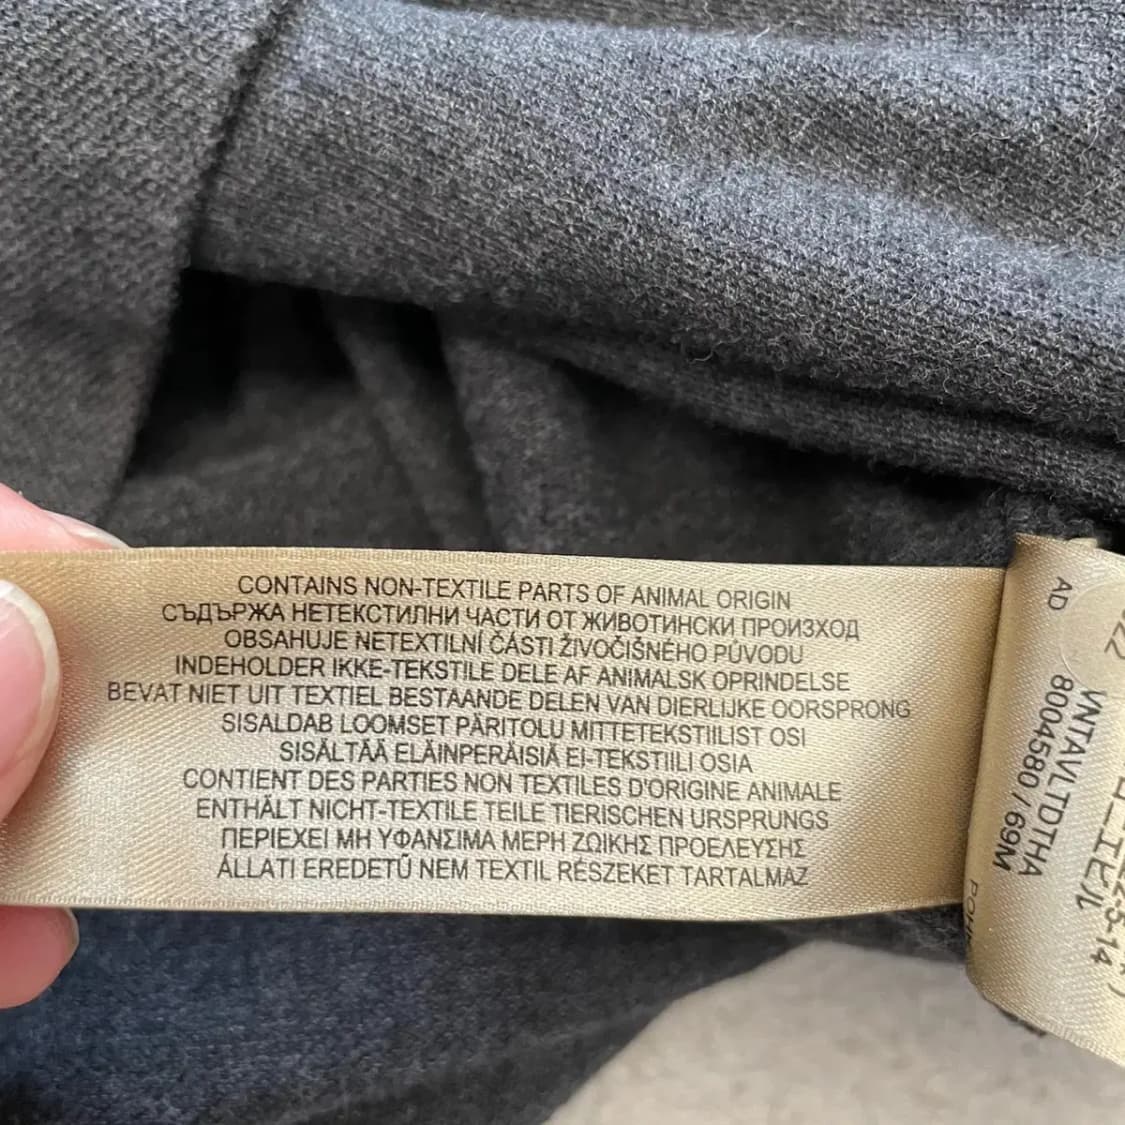 CONTAINS NON-TEXTILE PARTS OF ANIMAL ORIGIN
СЪДЪРЖА НЕТЕКСТИЛНИ ЧАСТИ ОТ ЖИВОТИНСКИ ПРОИЗХОД
OBSAHUJE NETEXTILNÍ ČÁSTI ŽIVOČIŠNÉHO PŮVODU
INDEHOLDER IKKE-TEKSTILE DELE AF ANIMALSK OPRINDELSE
BEVAT NIET UIT TEXTIEL BESTAANDE DELEN VAN DIERLIJKE OORSPRONG
SISALDAB LOOMSET PÄRITOLU MITTETEKSTIILIST OSI
SISÄLTÄÄ ELÄINPERÄISIÄ EI-TEKSTIILI OSIA
CONTIENT DES PARTIES NON TEXTILES D'ORIGINE ANIMALE
ENTHÄLT NICHT-TEXTILE TEILE TIERISCHEN URSPRUNGS
ΠΕΡΙΕΧΕΙ ΜΗ ΥΦΑΝΣΙΜΑ ΜΕΡΗ ΖΩΙΚΗΣ ΠΡΟΕΛΕΥΣΗΣ
ÁLLATI EREDETŰ NEM TEXTIL RÉSZEKET TARTALMAZ
AD
VNTAVLTDTHA
8004580 / 69M